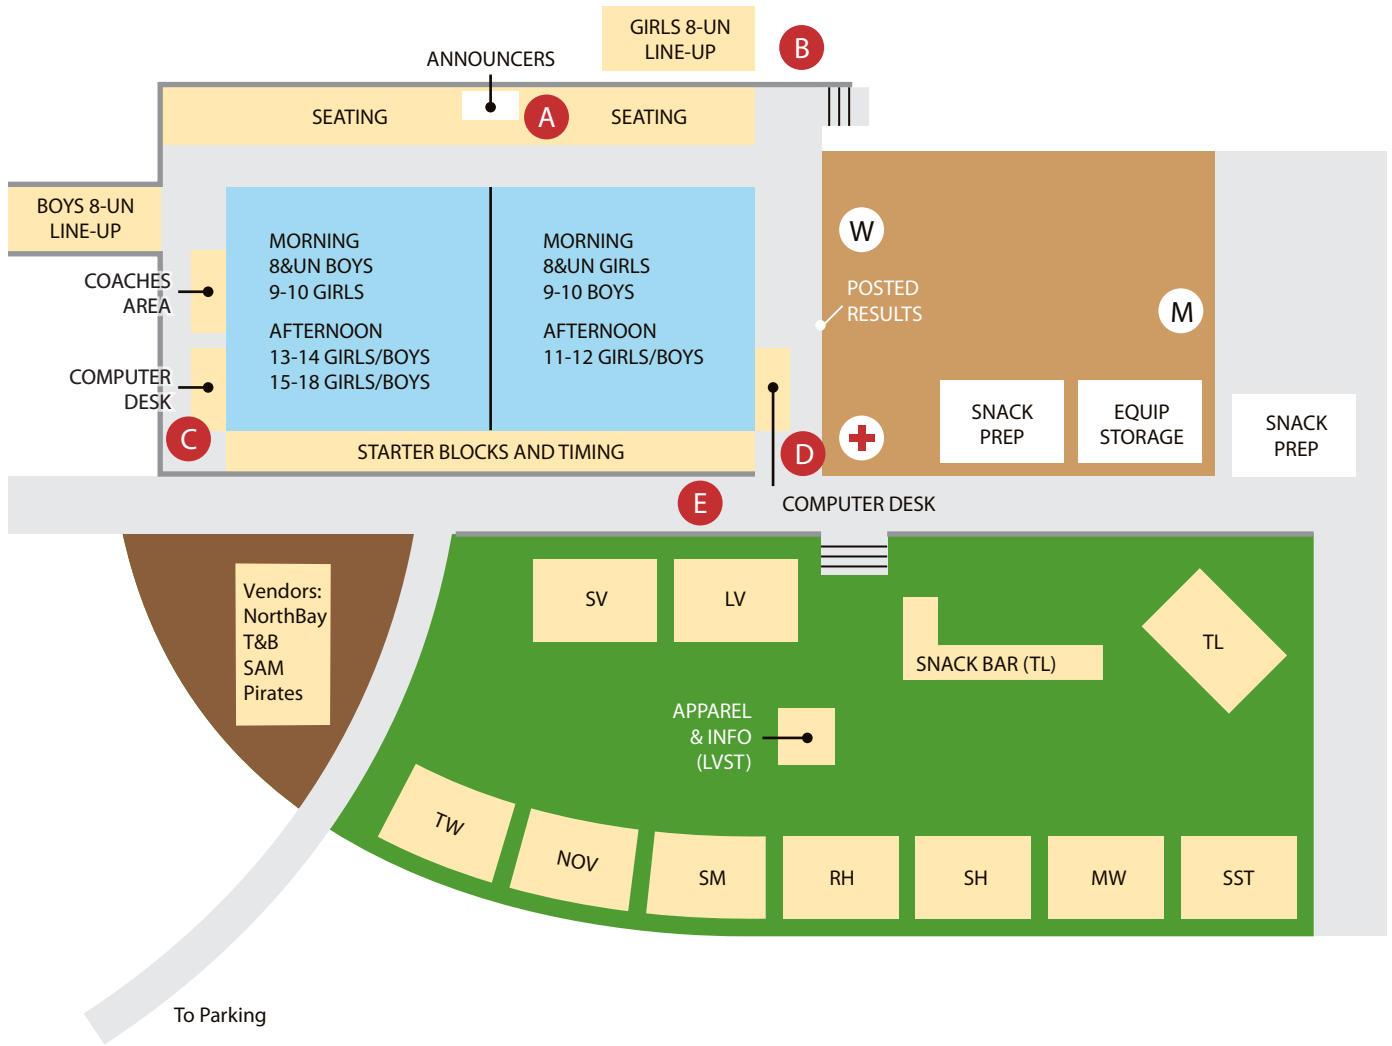 GIRLS 8-UN
LINE-UP
B
ANNOUNCERS
SEATING
A
SEATING
BOYS 8-UN
LINE-UP
MORNING
8&UN BOYS
9-10 GIRLS
AFTERNOON
13-14 GIRLS/BOYS
15-18 GIRLS/BOYS
MORNING
8&UN GIRLS
9-10 BOYS
AFTERNOON
11-12 GIRLS/BOYS
COACHES
AREA
COMPUTER
DESK
C
STARTER BLOCKS AND TIMING
D
E
COMPUTER DESK
W
POSTED
RESULTS
M
SNACK
PREP
EQUIP
STORAGE
SNACK
PREP
Vendors:
NorthBay
T&B
SAM
Pirates
SV
LV
SNACK BAR (TL)
TL
APPAREL
& INFO
(LVST)
TW
NOV
SM
RH
SH
MW
SST
To Parking